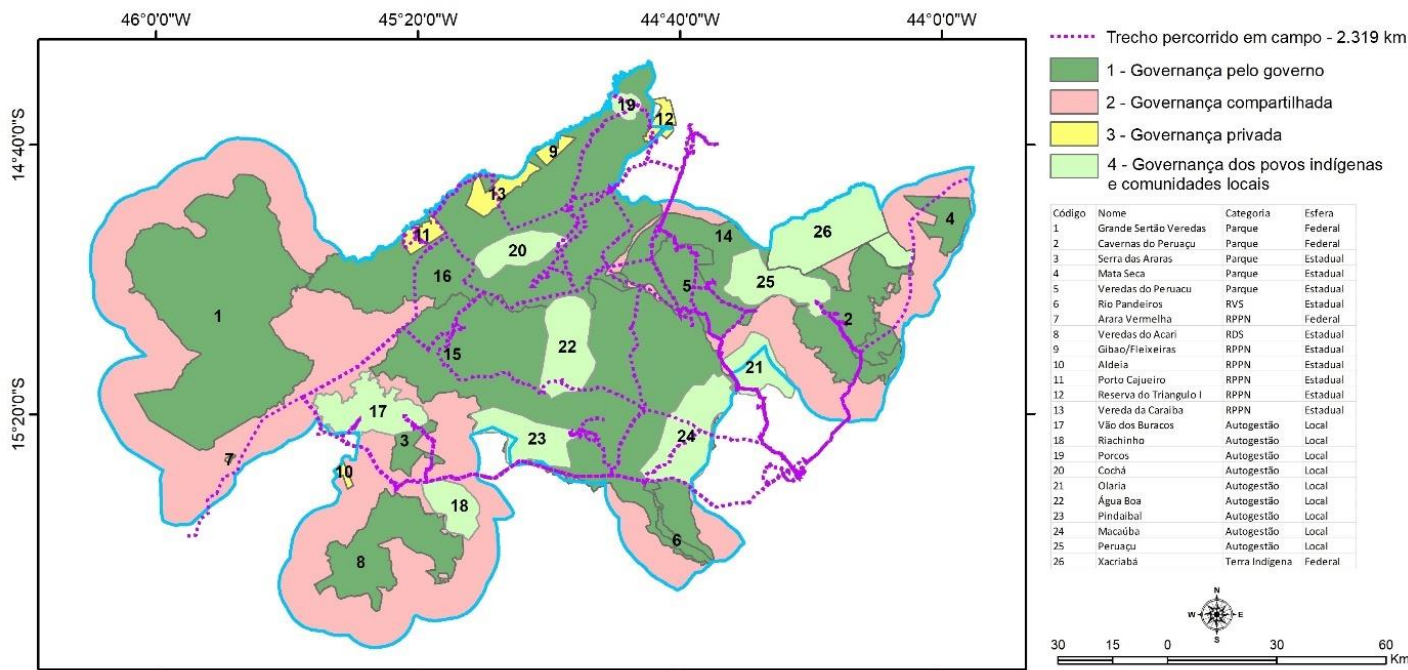 46°0'0"W 45°20'0"W 44°40'0"W 44°0'0"W
14°40'0"S
15°20'0"S
1
2
3
4
5
6
7
8
9
10
11
12
13
14
15
16
17
18
19
20
21
22
23
24
25
26
Trecho percorrido em campo - 2.319 km
1 - Governança pelo governo
2 - Governança compartilhada
3 - Governança privada
4 - Governança dos povos indígenas
e comunidades locais
Código Nome Categoria Esfera
1 Grande Sertão Veredas Parque Federal
2 Cavernas do Peruaçu Parque Federal
3 Serra das Araras Parque Estadual
4 Mata Seca Parque Estadual
5 Veredas do Peruacu Parque Estadual
6 Rio Pandeiros RVS Estadual
7 Arara Vermelha RPPN Federal
8 Veredas do Acari RDS Estadual
9 Gibao/Fleixeiras RPPN Estadual
10 Aldeia RPPN Estadual
11 Porto Cajueiro RPPN Estadual
12 Reserva do Triangulo I RPPN Estadual
13 Vereda da Caraíba RPPN Estadual
17 Vão dos Buracos Autogestão Local
18 Riachinho Autogestão Local
19 Porcos Autogestão Local
20 Cochá Autogestão Local
21 Olaria Autogestão Local
22 Água Boa Autogestão Local
23 Pindaibal Autogestão Local
24 Macaúba Autogestão Local
25 Peruaçu Autogestão Local
26 Xacriabá Terra Indígena Federal
N
W E
S
30 15 0 30 60
Km